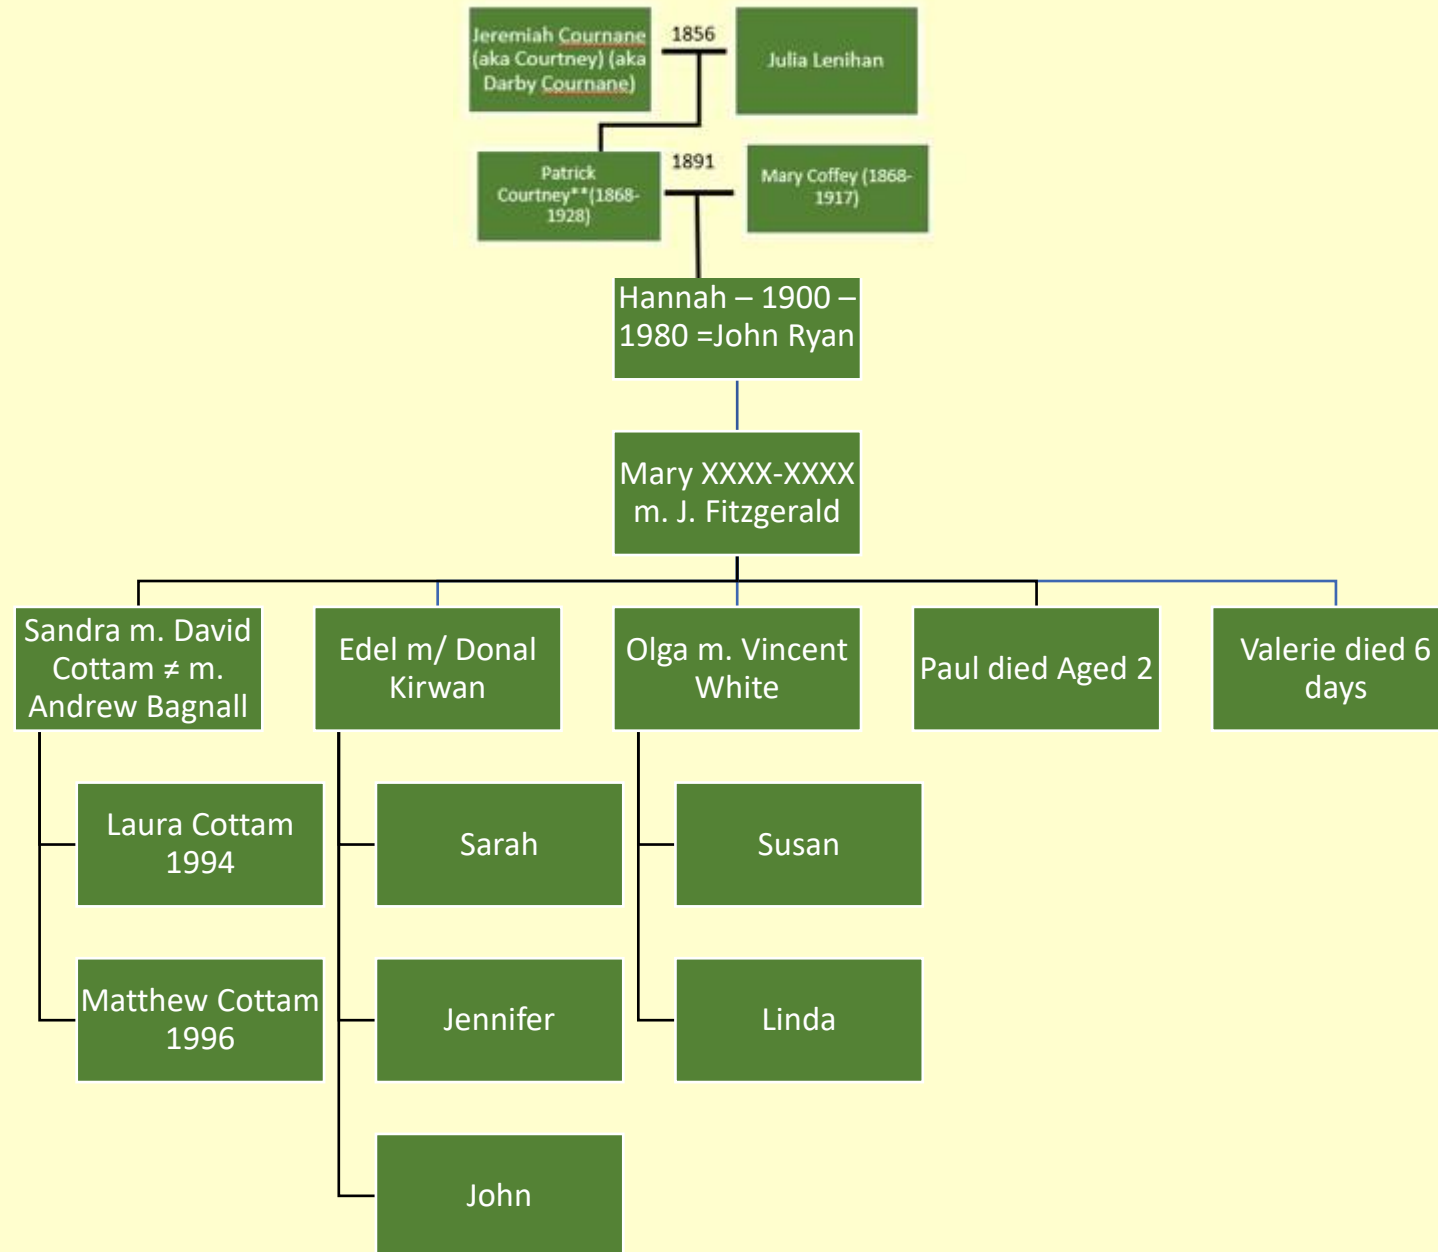 Jeremiah Cournane
(aka Courtney) (aka
Darby Cournane)
1856
Julia Lenihan
Patrick
Courtney**(1868-
1928)
1891
Mary Coffey (1868-
1917)
Hannah – 1900 –
1980 =John Ryan
Mary XXXX-XXXX
m. J. Fitzgerald
Sandra m. David
Cottam ≠ m.
Andrew Bagnall
Edel m/ Donal
Kirwan
Olga m. Vincent
White
Paul died Aged 2
Valerie died 6
days
Laura Cottam
1994
Sarah
Susan
Matthew Cottam
1996
Jennifer
Linda
John